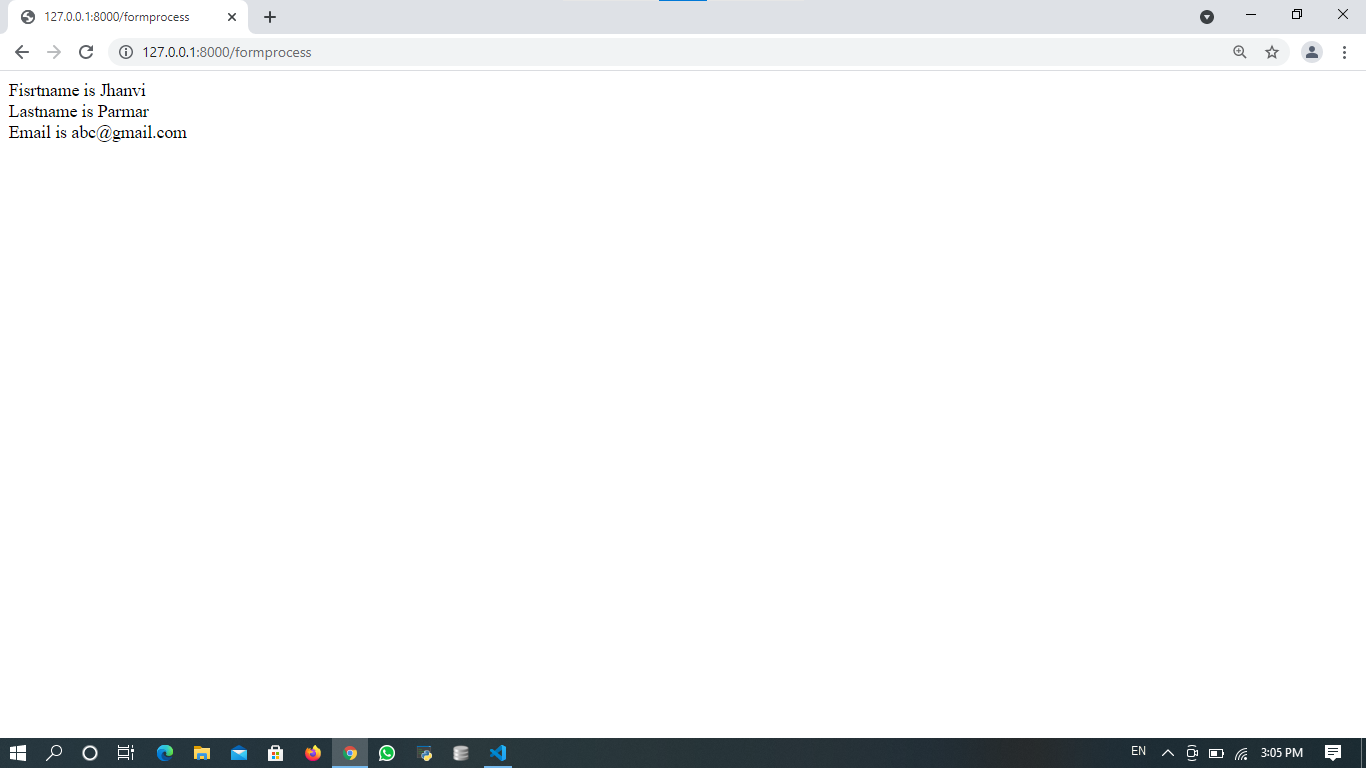 127.0.0.1:8000/formprocess
127.0.0.1:8000/formprocess
Fisrtname is Jhanvi
Lastname is Parmar
Email is abc@gmail.com
EN
3:05 PM